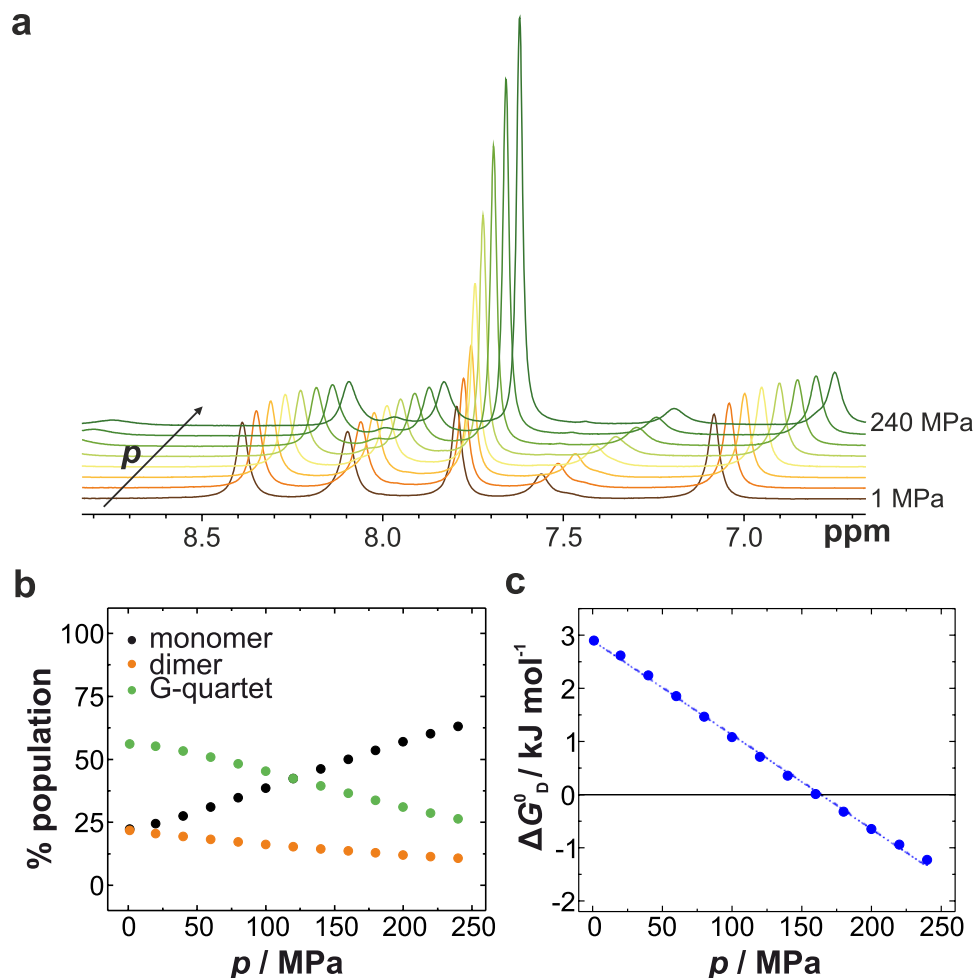 a
p
240 MPa
1 MPa
8.5 8.0 7.5 7.0 ppm
b
% population
100
75
50
25
0
monomer
dimer
G-quartet
0 50 100 150 200 250
p / MPa
c
ΔG⁰D / kJ mol⁻¹
3
2
1
0
-1
-2
0 50 100 150 200 250
p / MPa